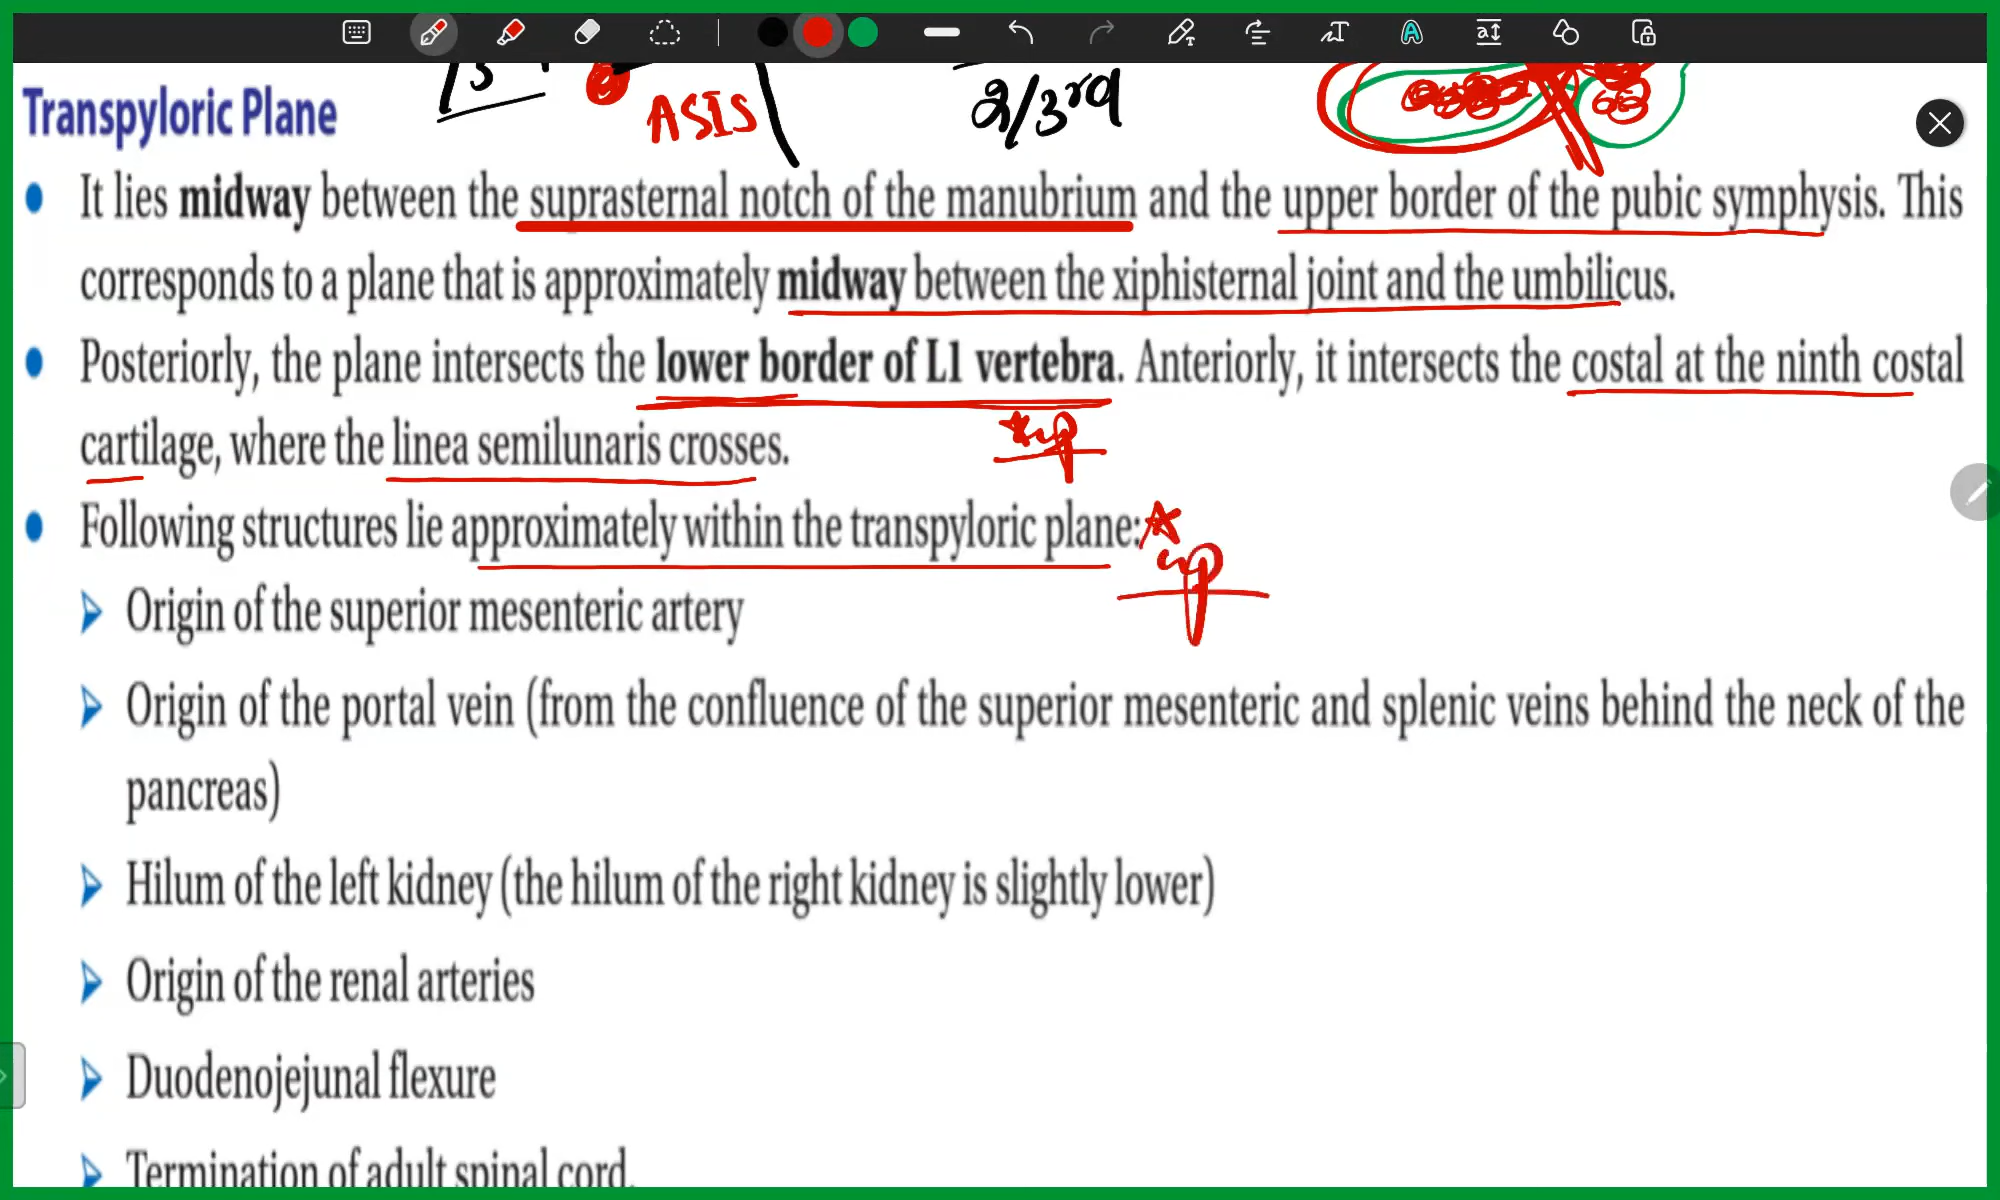 ASIS
2/3rd
Transpyloric Plane
It lies midway between the suprasternal notch of the manubrium and the upper border of the pubic symphysis. This
corresponds to a plane that is approximately midway between the xiphisternal joint and the umbilicus.
Posteriorly, the plane intersects the lower border of L1 vertebra. Anteriorly, it intersects the costal at the ninth costal
cartilage, where the linea semilunaris crosses.
Following structures lie approximately within the transpyloric plane:
Origin of the superior mesenteric artery
Origin of the portal vein (from the confluence of the superior mesenteric and splenic veins behind the neck of the
pancreas)
Hilum of the left kidney (the hilum of the right kidney is slightly lower)
Origin of the renal arteries
Duodenojejunal flexure
Termination of adult spinal cord.